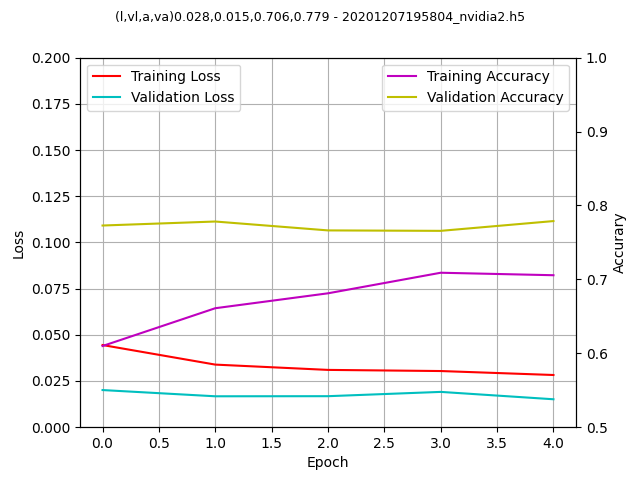 (l,vl,a,va)0.028,0.015,0.706,0.779 - 20201207195804_nvidia2.h5
Training Loss
Validation Loss
Training Accuracy
Validation Accuracy
0.200
0.175
0.150
0.125
0.100
0.075
0.050
0.025
0.000
Loss
1.0
0.9
0.8
0.7
0.6
0.5
Accurary
0.0 0.5 1.0 1.5 2.0 2.5 3.0 3.5 4.0
Epoch